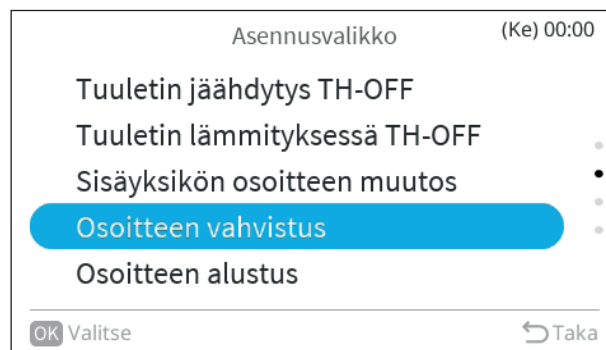 Asennusvalikko (Ke) 00:00
Tuuletin jäähdytys TH-OFF
Tuuletin lämmityksessä TH-OFF
Sisäyksikön osoitteen muutos
Osoitteen vahvistus
Osoitteen alustus
OK Valitse Taka